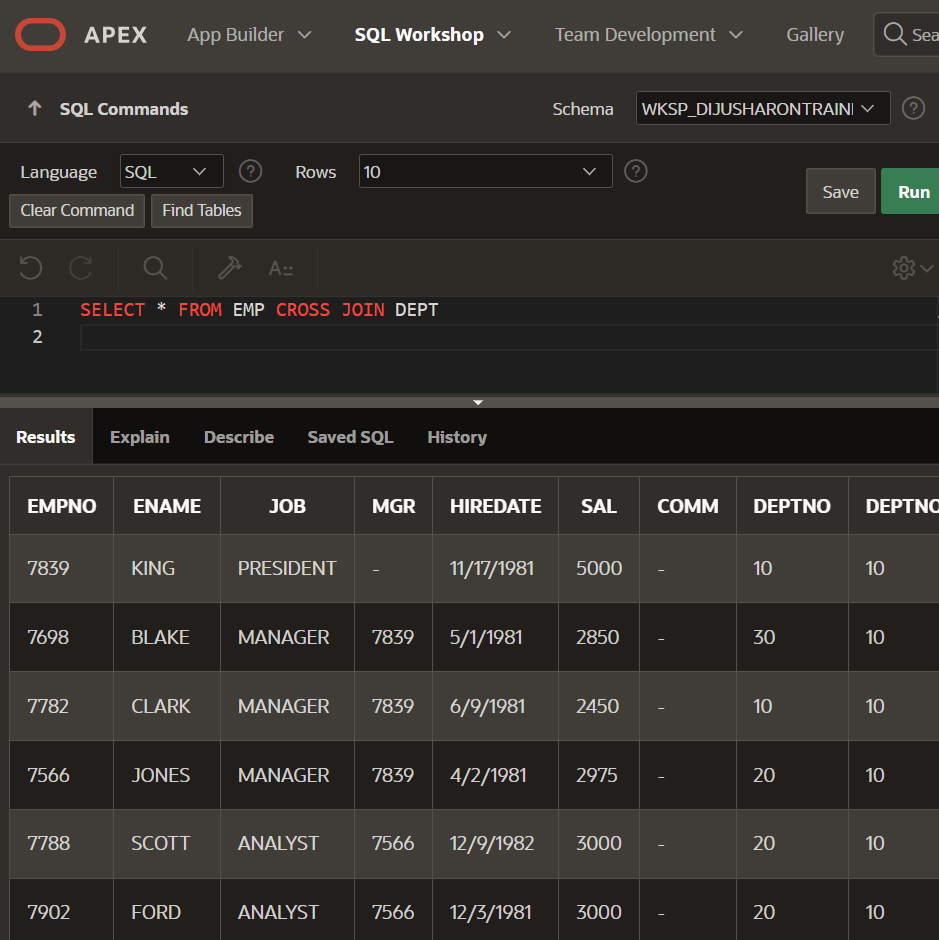 APEX App Builder SQL Workshop Team Development Gallery Sea
SQL Commands Schema WKSP_DIJUSHARONTRAINI ?
Language SQL ? Rows 10 ?
Clear Command Find Tables Save Run
A::
1 SELECT * FROM EMP CROSS JOIN DEPT
2
Results Explain Describe Saved SQL History
EMPNO ENAME JOB MGR HIREDATE SAL COMM DEPTNO DEPTNO
7839 KING PRESIDENT - 11/17/1981 5000 - 10 10
7698 BLAKE MANAGER 7839 5/1/1981 2850 - 30 10
7782 CLARK MANAGER 7839 6/9/1981 2450 - 10 10
7566 JONES MANAGER 7839 4/2/1981 2975 - 20 10
7788 SCOTT ANALYST 7566 12/9/1982 3000 - 20 10
7902 FORD ANALYST 7566 12/3/1981 3000 - 20 10